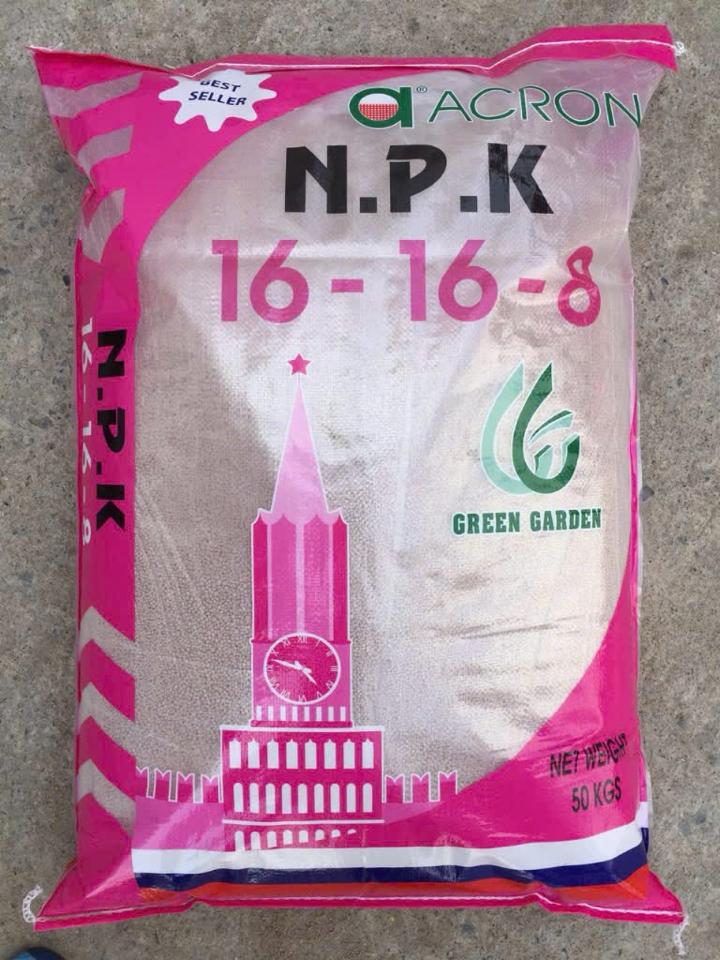 BEST
SELLER
a® ACRON
N.P.K
16-16-8
GREEN GARDEN
N.P.K
16-16-8
NET WEIGHT
50 KGS